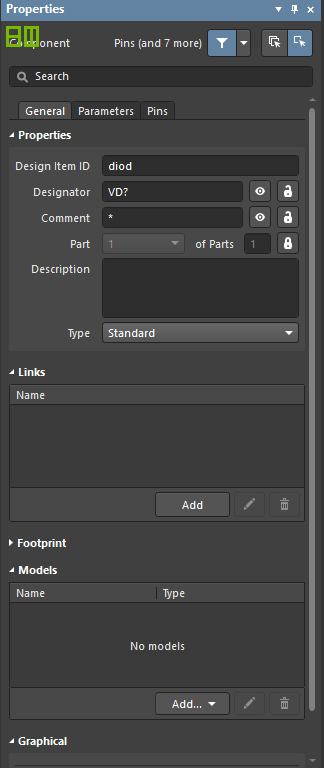 Properties
Component Pins (and 7 more)
Search
General Parameters Pins
Properties
Design Item ID diod
Designator VD?
Comment *
Part 1 of Parts 1
Description
Type Standard
Links
Name
Add
Footprint
Models
Name Type
No models
Add...
Graphical